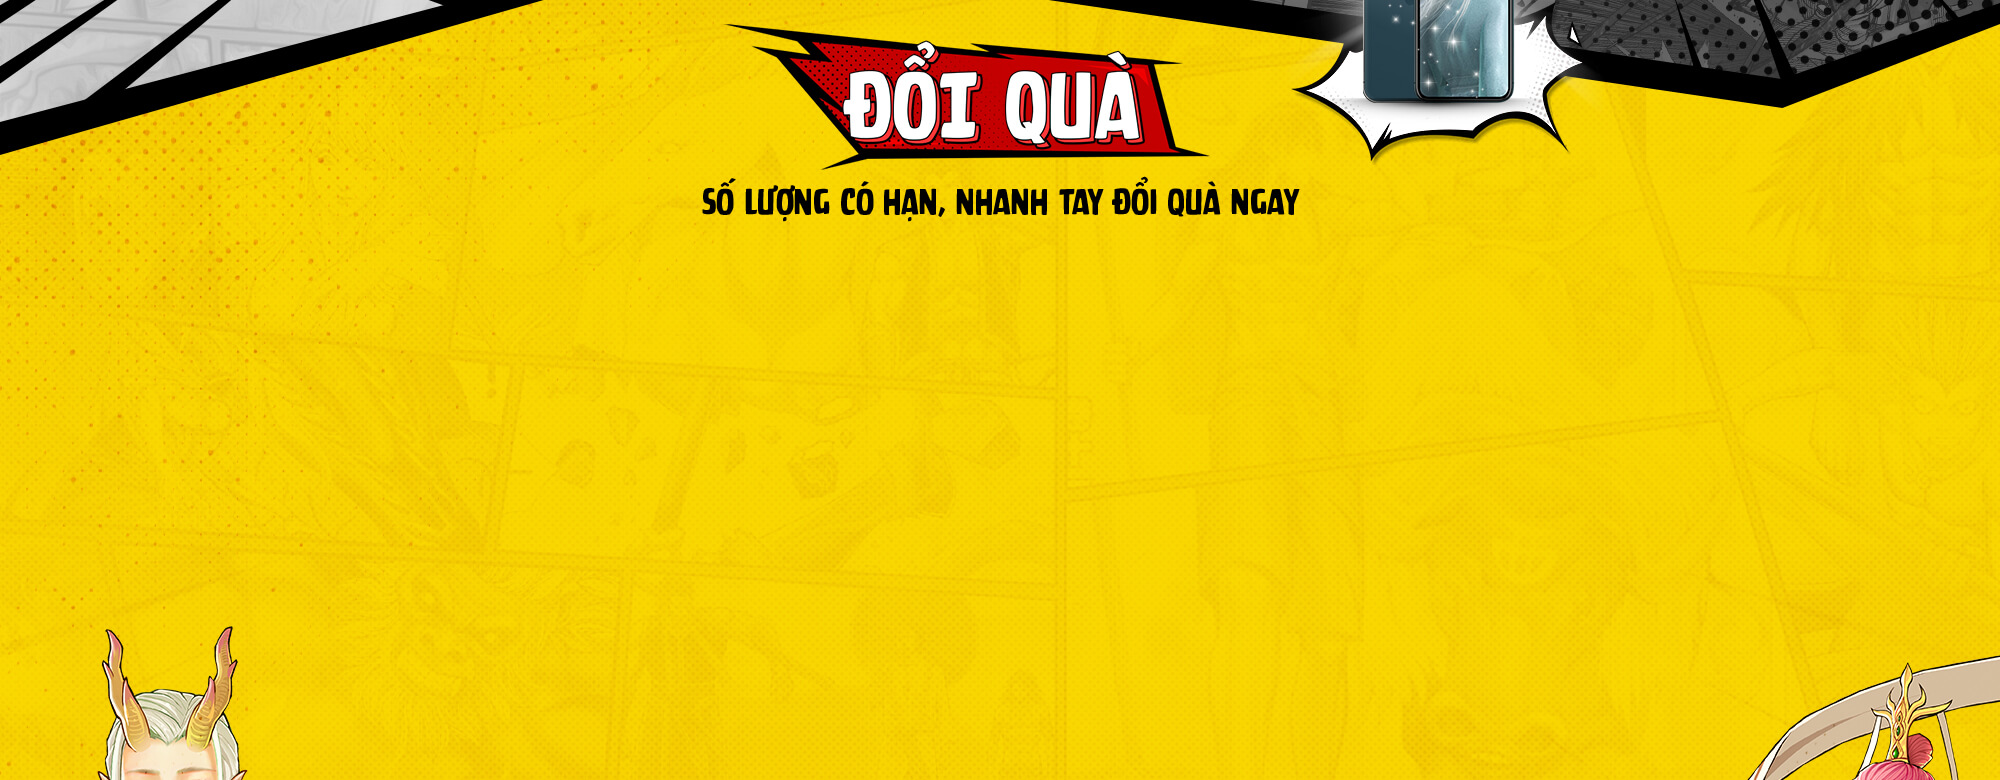 ĐỔI QUÀ
SỐ LƯỢNG CÓ HẠN, NHANH TAY ĐỔI QUÀ NGAY